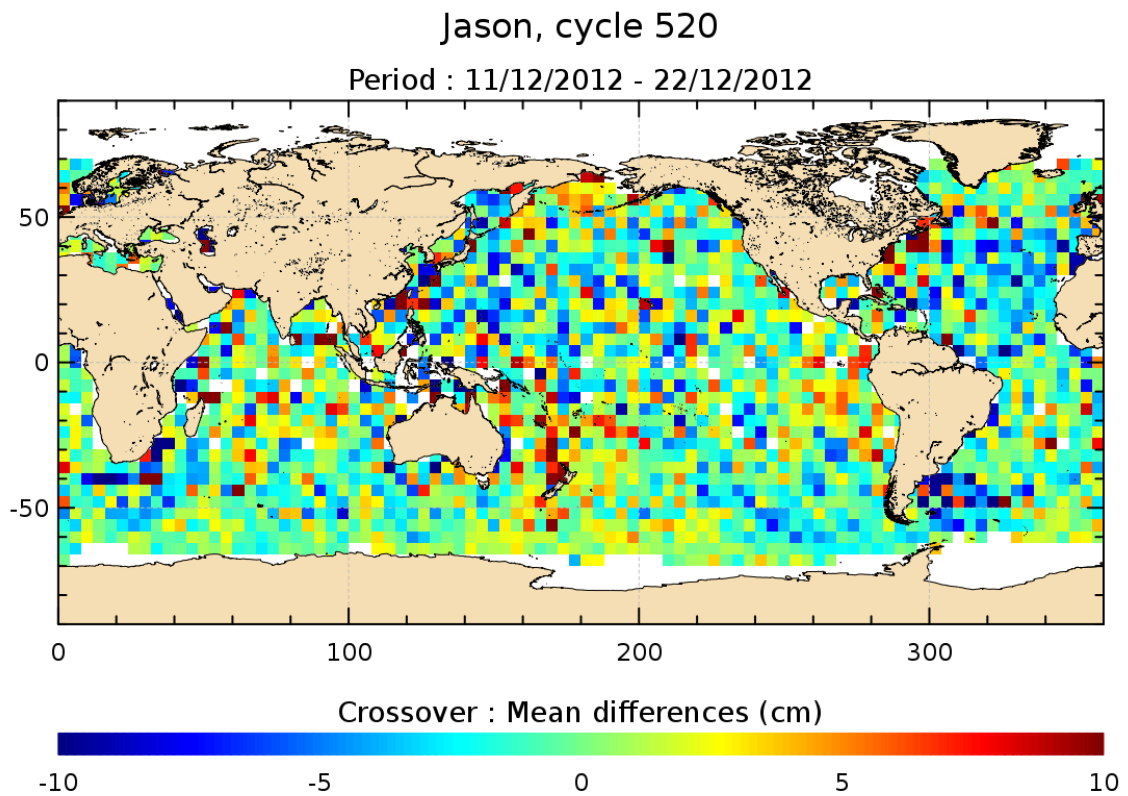 Jason, cycle 520
Period : 11/12/2012 - 22/12/2012
50
0
-50
0 100 200 300
Crossover : Mean differences (cm)
-10 -5 0 5 10